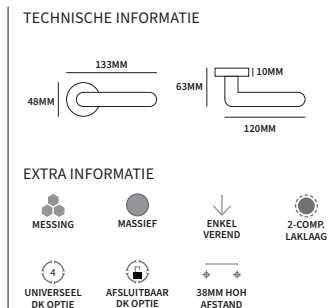 TECHNISCHE INFORMATIE
133MM
48MM
10MM
63MM
120MM
EXTRA INFORMATIE
MESSING
MASSIEF
ENKEL
VEREND
2-COMP.
LAKLAAG
4
UNIVERSEEL
DK OPTIE
AFSLUITBAAR
DK OPTIE
38MM HOH
AFSTAND